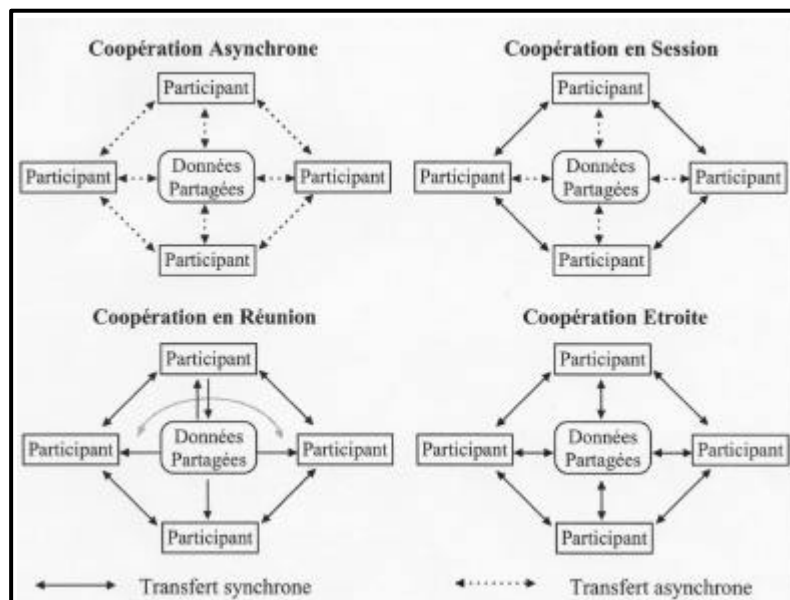 Coopération Asynchrone
Participant
Participant
Données
Partagées
Participant
Participant
Coopération en Session
Participant
Participant
Données
Partagées
Participant
Participant
Coopération en Réunion
Participant
Participant
Données
Partagées
Participant
Participant
Coopération Etroite
Participant
Participant
Données
Partagées
Participant
Participant
Transfert synchrone
Transfert asynchrone